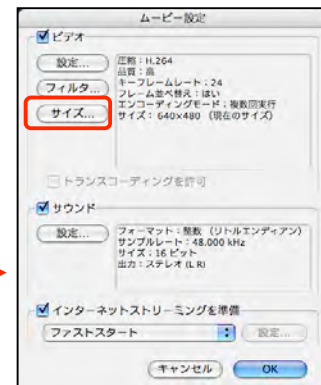 ムービー設定
ビデオ
設定...
圧縮：H.264
品質：高
フィルタ...
キーフレームレート：24
フレーム並べ替え：はい
エンコーディングモード：複数回実行
サイズ...
サイズ：640×480 （現在のサイズ）
トランスコーディングを許可
サウンド
設定...
フォーマット：整数 （リトルエンディアン）
サンプルレート：48.000 kHz
サイズ：16 ビット
出力：ステレオ (L R)
インターネットストリーミングを準備
ファストスタート
設定...
キャンセル
OK